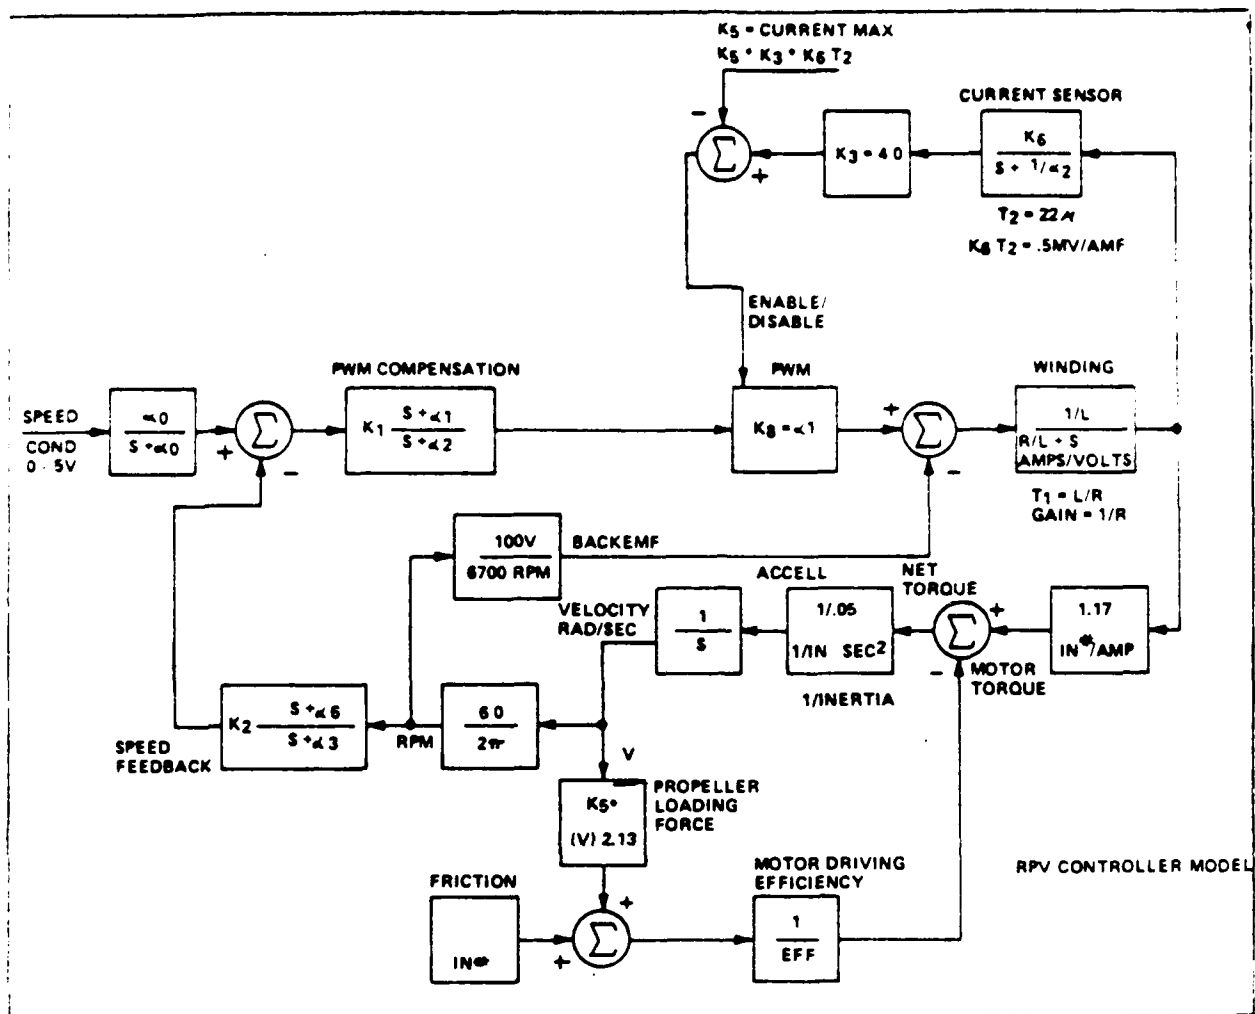 K5 = CURRENT MAX
K5 * K3 * K6 T2
CURRENT SENSOR
−
Σ
+
K3 = 40
K6
S + 1/α2
T2 = 22
K6 T2 = .5MV/AMF
ENABLE/
DISABLE
PWM COMPENSATION
PWM
WINDING
SPEED
COND
0 - 5V
α0
S + α0
+
Σ
−
K1
S + α1
S + α2
K8 = α1
+
Σ
−
1/L
R/L + S
AMPS/VOLTS
T1 = L/R
GAIN = 1/R
100V
6700 RPM
BACKEMF
ACCELL
NET
TORQUE
VELOCITY
RAD/SEC
1
S
1/.05
1/IN SEC2
1/INERTIA
+
Σ
−
MOTOR
TORQUE
1.17
IN#/AMP
SPEED
FEEDBACK
K2
S + α6
S + α3
RPM
60
2π
V
K5*
(V) 2.13
PROPELLER
LOADING
FORCE
FRICTION
IN#
+
Σ
+
MOTOR DRIVING
EFFICIENCY
1
EFF
RPV CONTROLLER MODEL